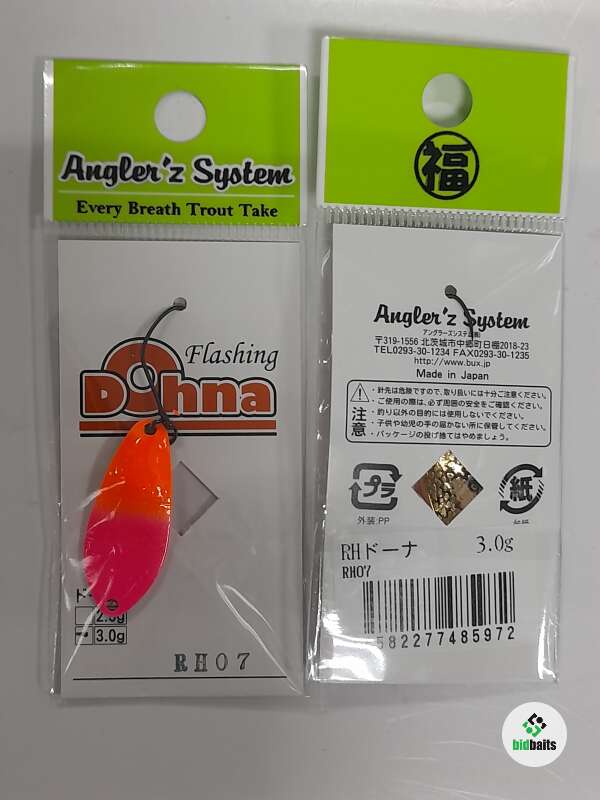 Angler'z System
Every Breath Trout Take
Flashing
Dohna
2.0g
3.0g
RH07
福
Angler'z System
アングラーズシステム㈱
〒319-1556 北茨城市中郷町日棚2018-23
TEL0293-30-1234 FAX0293-30-1235
http://www.bux.jp
Made in Japan
注意
・針先は危険ですので、取り扱いには十分ご注意ください。
・ご使用の際は、必ず周囲の安全をご確認ください。
・釣り以外の目的には使用しないでください。
・子供や幼児の手の届かない所に保管してください。
・パッケージの投げ捨てはやめましょう。
プラ
外装 PP
紙
RHドーナ 3.0g
RH07
582277485972
bidbaits